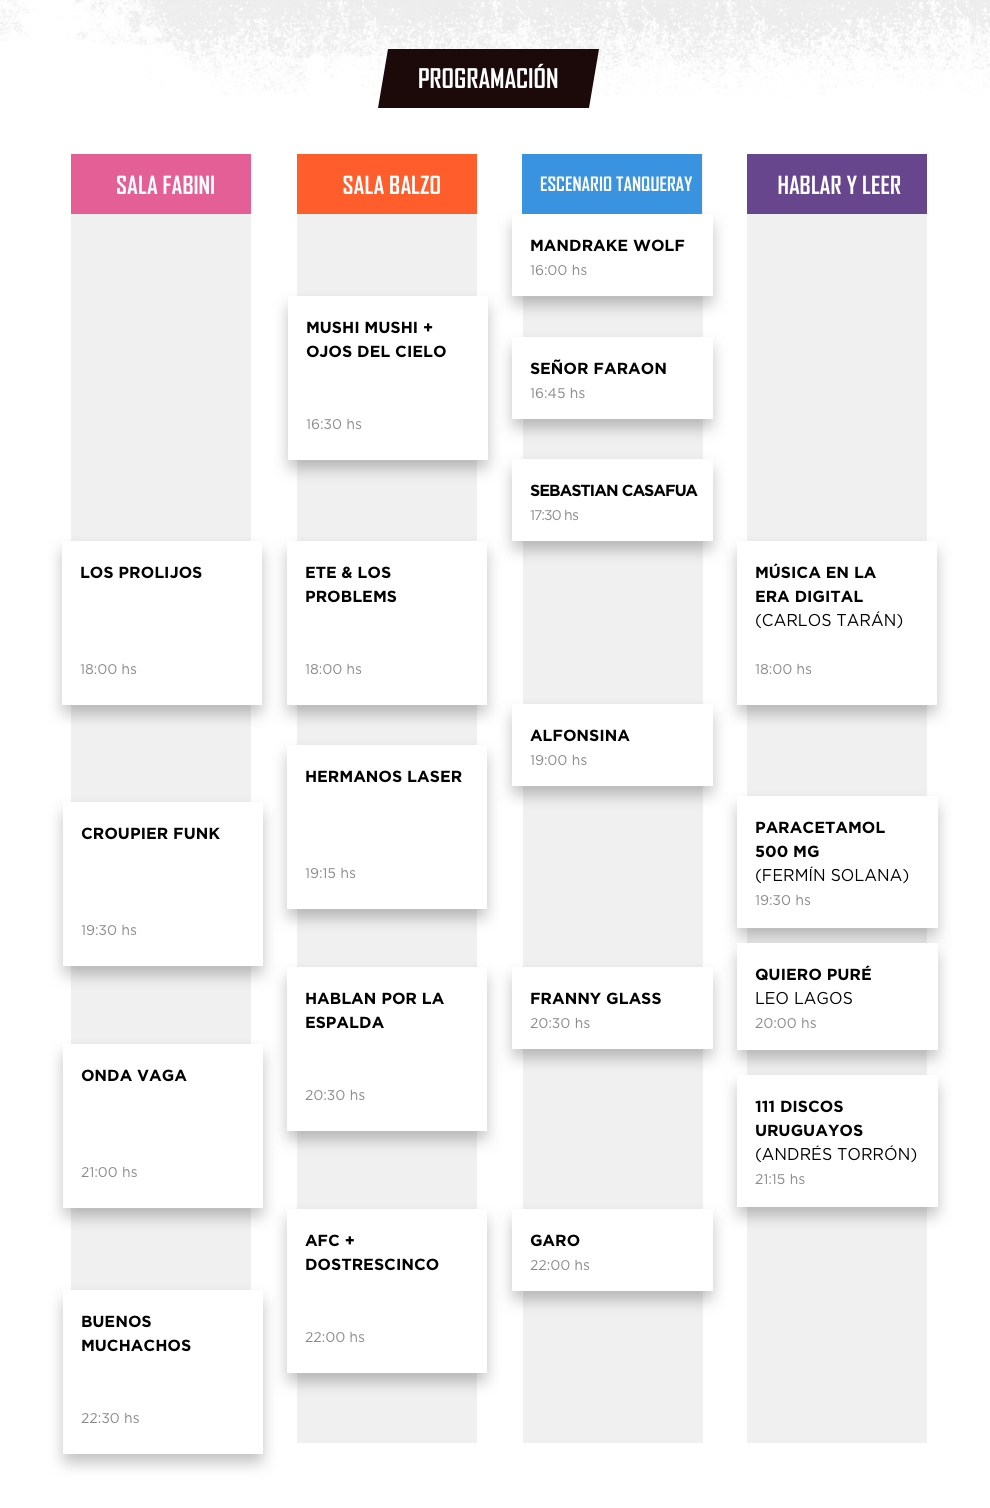 PROGRAMACIÓN
SALA FABINI
LOS PROLIJOS
18:00 hs
CROUPIER FUNK
19:30 hs
ONDA VAGA
21:00 hs
BUENOS
MUCHACHOS
22:30 hs
SALA BALZO
MUSHI MUSHI +
OJOS DEL CIELO
16:30 hs
ETE & LOS
PROBLEMS
18:00 hs
HERMANOS LASER
19:15 hs
HABLAN POR LA
ESPALDA
20:30 hs
AFC +
DOSTRESCINCO
22:00 hs
ESCENARIO TANQUERAY
MANDRAKE WOLF
16:00 hs
SEÑOR FARAON
16:45 hs
SEBASTIAN CASAFUA
17:30 hs
ALFONSINA
19:00 hs
FRANNY GLASS
20:30 hs
GARO
22:00 hs
HABLAR Y LEER
MÚSICA EN LA
ERA DIGITAL
(CARLOS TARÁN)
18:00 hs
PARACETAMOL
500 MG
(FERMÍN SOLANA)
19:30 hs
QUIERO PURÉ
LEO LAGOS
20:00 hs
111 DISCOS
URUGUAYOS
(ANDRÉS TORRÓN)
21:15 hs